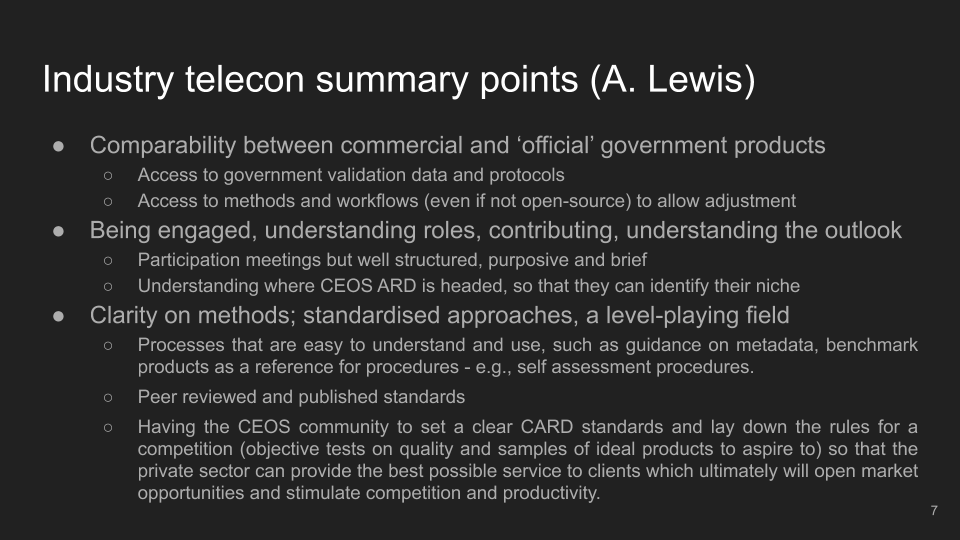 Industry telecon summary points (A. Lewis)
● Comparability between commercial and ‘official’ government products
○ Access to government validation data and protocols
○ Access to methods and workflows (even if not open-source) to allow adjustment
● Being engaged, understanding roles, contributing, understanding the outlook
○ Participation meetings but well structured, purposive and brief
○ Understanding where CEOS ARD is headed, so that they can identify their niche
● Clarity on methods; standardised approaches, a level-playing field
○ Processes that are easy to understand and use, such as guidance on metadata, benchmark
products as a reference for procedures - e.g., self assessment procedures.
○ Peer reviewed and published standards
○ Having the CEOS community to set a clear CARD standards and lay down the rules for a
competition (objective tests on quality and samples of ideal products to aspire to) so that the
private sector can provide the best possible service to clients which ultimately will open market
opportunities and stimulate competition and productivity.
7